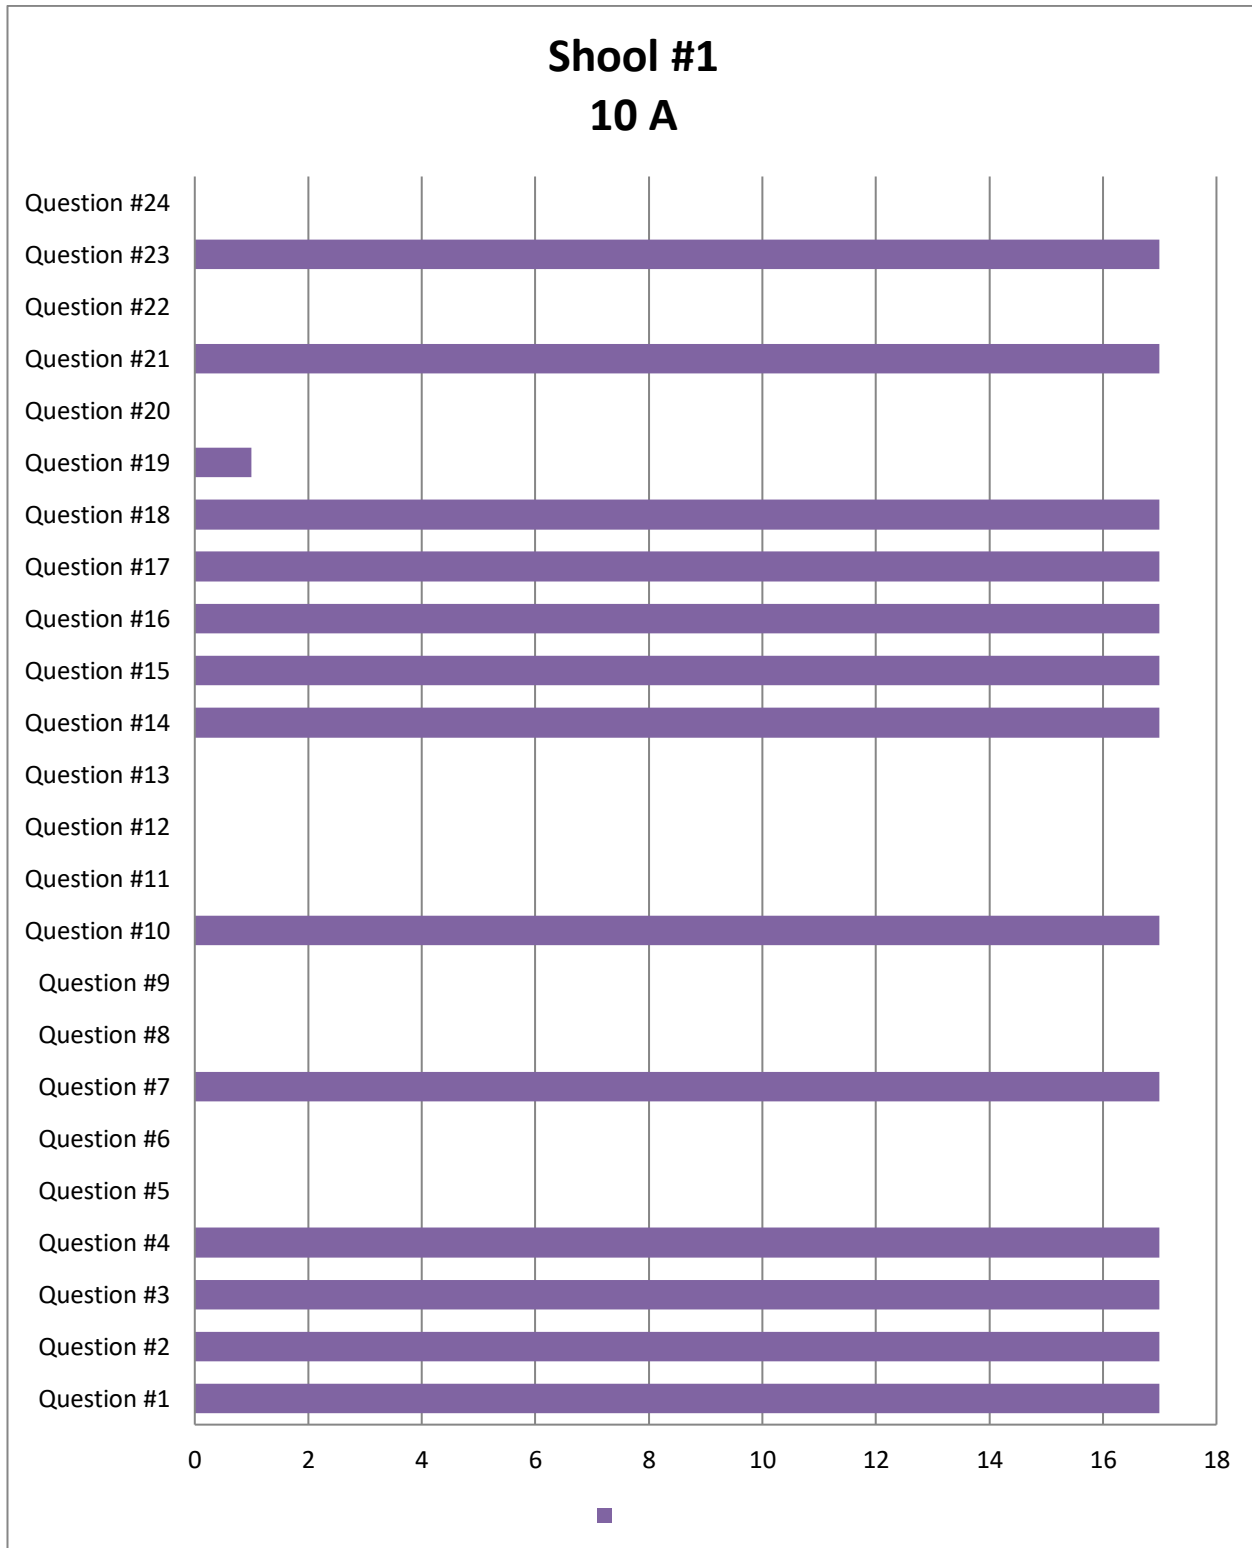 Shool #1
10 A
Question #24
Question #23
Question #22
Question #21
Question #20
Question #19
Question #18
Question #17
Question #16
Question #15
Question #14
Question #13
Question #12
Question #11
Question #10
Question #9
Question #8
Question #7
Question #6
Question #5
Question #4
Question #3
Question #2
Question #1
0 2 4 6 8 10 12 14 16 18